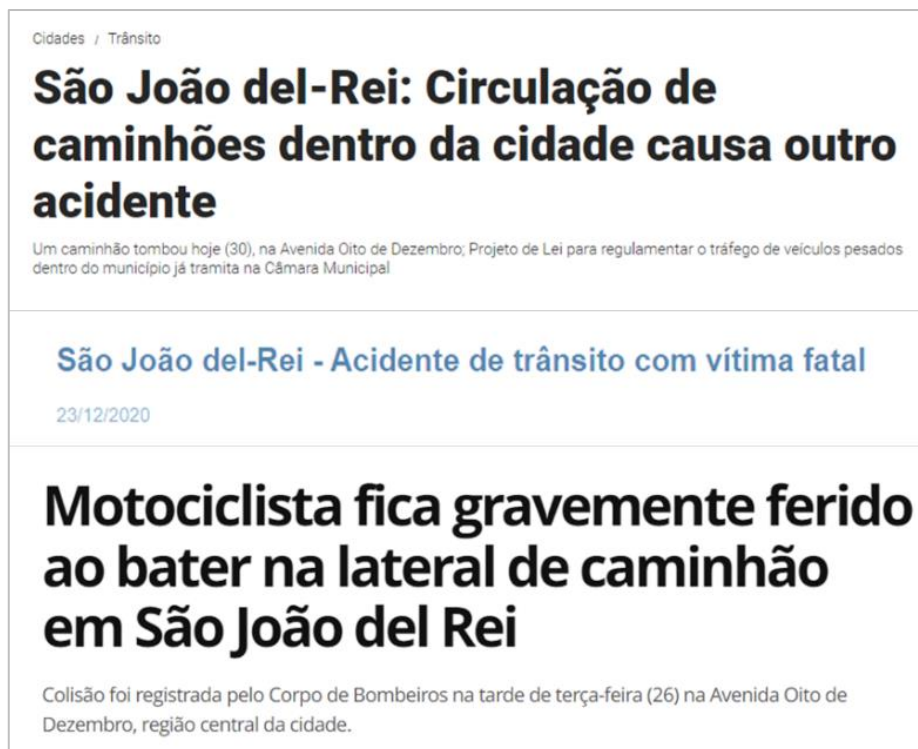 Cidades / Trânsito
São João del-Rei: Circulação de
caminhões dentro da cidade causa outro
acidente
Um caminhão tombou hoje (30), na Avenida Oito de Dezembro; Projeto de Lei para regulamentar o tráfego de veículos pesados
dentro do município já tramita na Câmara Municipal
São João del-Rei - Acidente de trânsito com vítima fatal
23/12/2020
Motociclista fica gravemente ferido
ao bater na lateral de caminhão
em São João del Rei
Colisão foi registrada pelo Corpo de Bombeiros na tarde de terça-feira (26) na Avenida Oito de
Dezembro, região central da cidade.